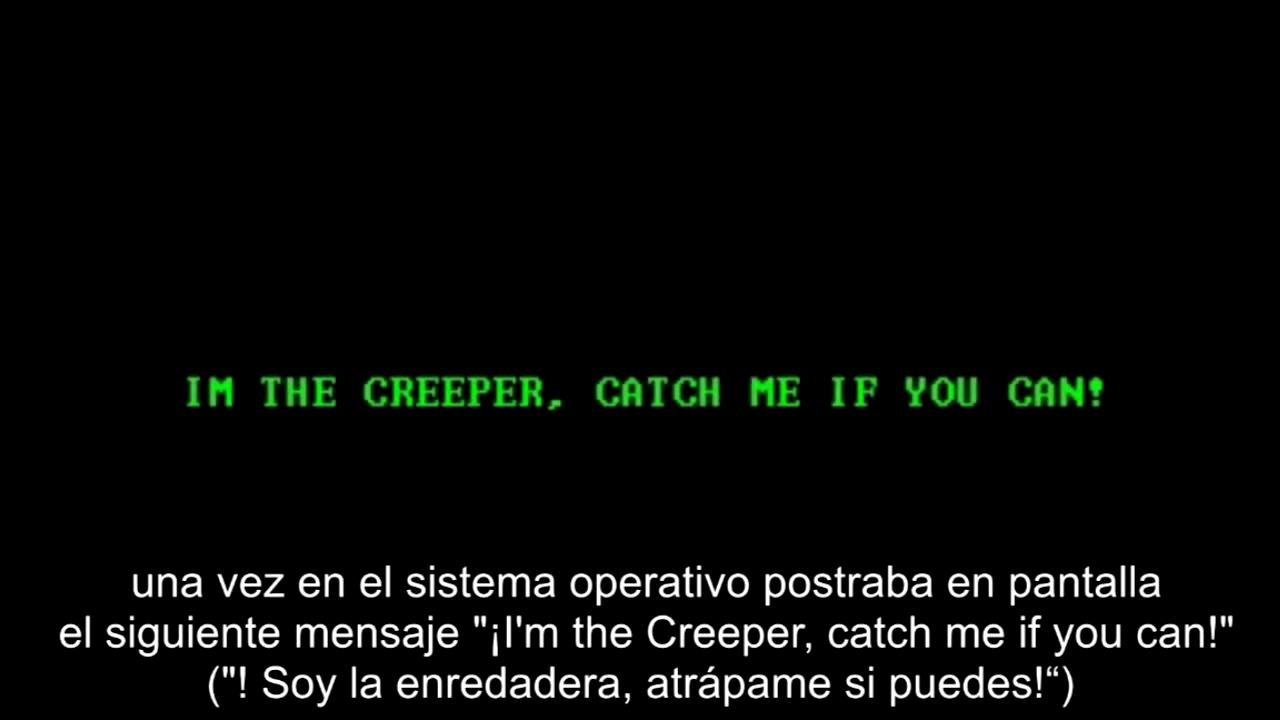 IM THE CREEPER, CATCH ME IF YOU CAN!
una vez en el sistema operativo postraba en pantalla
el siguiente mensaje "¡I'm the Creeper, catch me if you can!"
("! Soy la enredadera, atrápame si puedes!“)